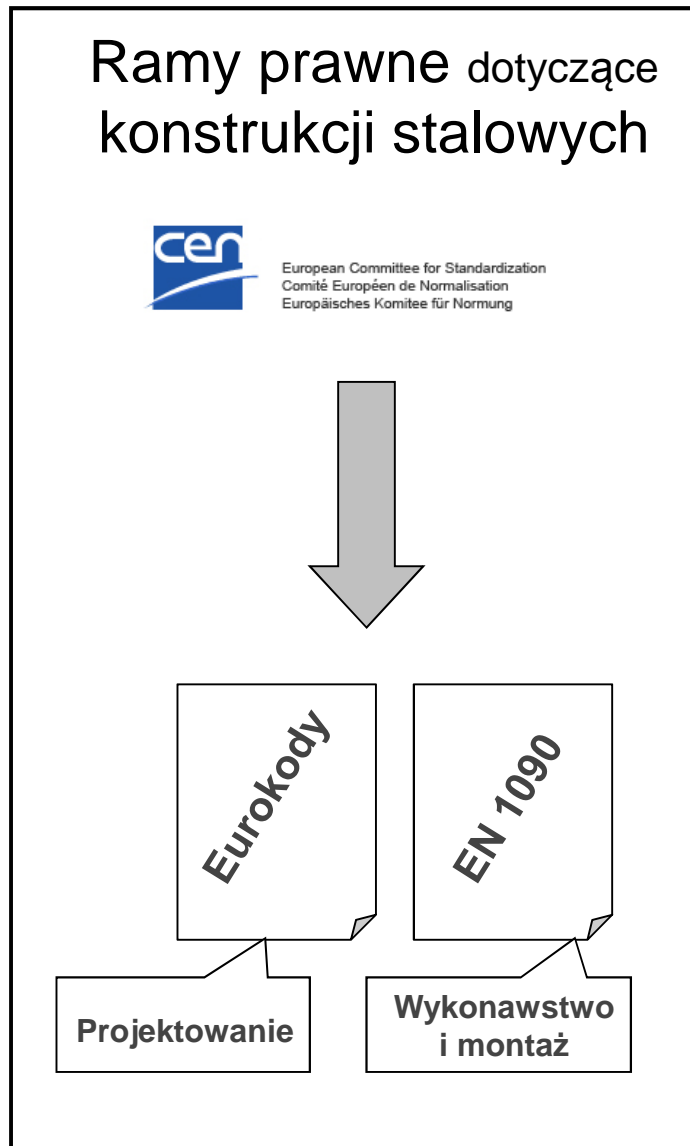 Ramy prawne dotyczące
konstrukcji stalowych
cen
European Committee for Standardization
Comité Européen de Normalisation
Europäisches Komitee für Normung
Eurokody
EN 1090
Projektowanie
Wykonawstwo
i montaż